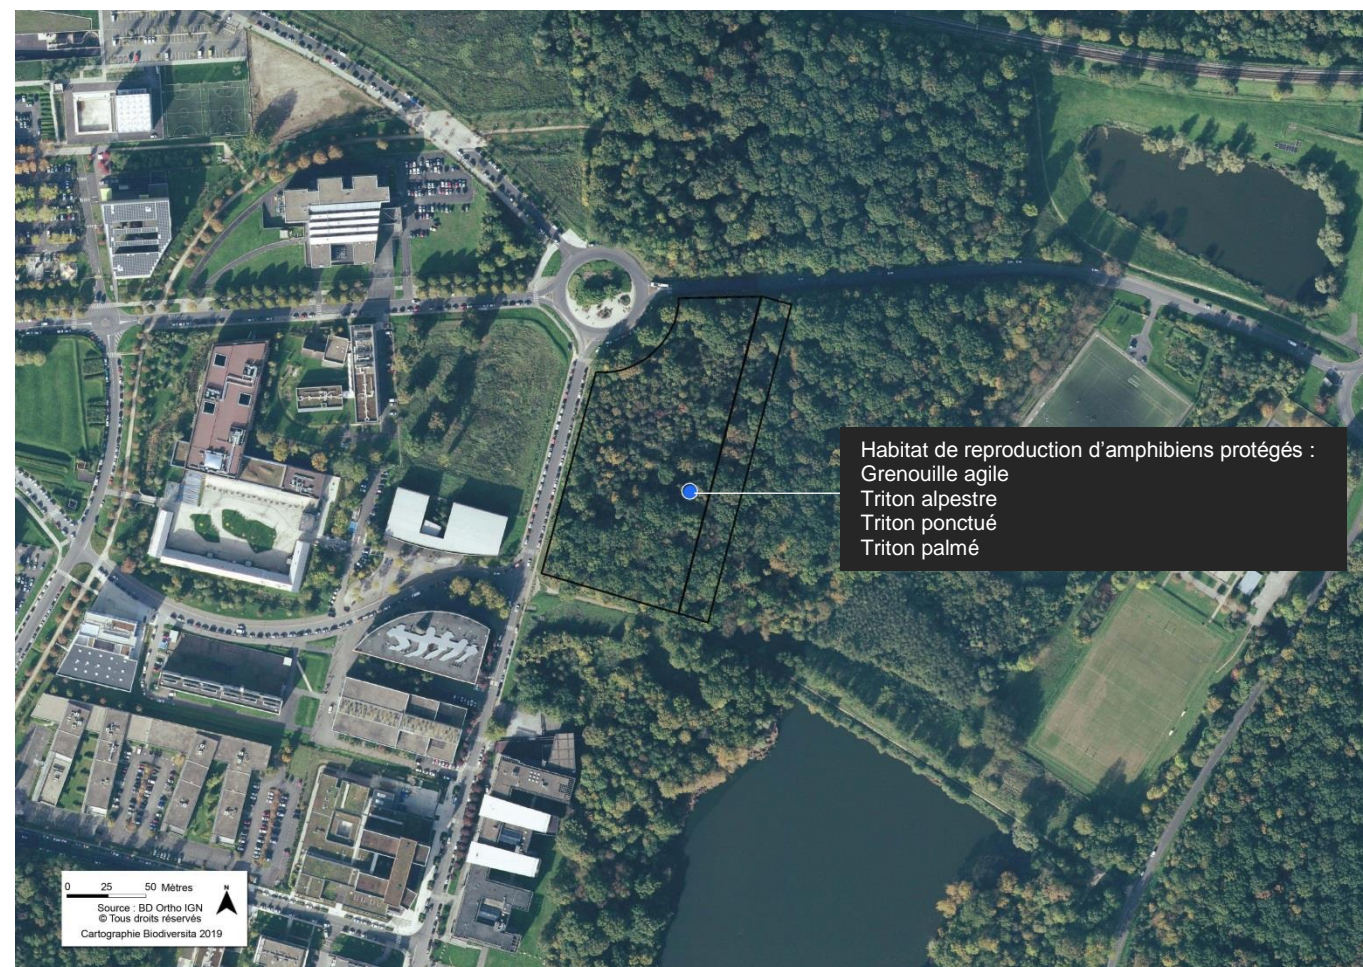 Habitat de reproduction d’amphibiens protégés :
Grenouille agile
Triton alpestre
Triton ponctué
Triton palmé
0 25 50 Mètres
N
Source : BD Ortho IGN
© Tous droits réservés
Cartographie Biodiversita 2019